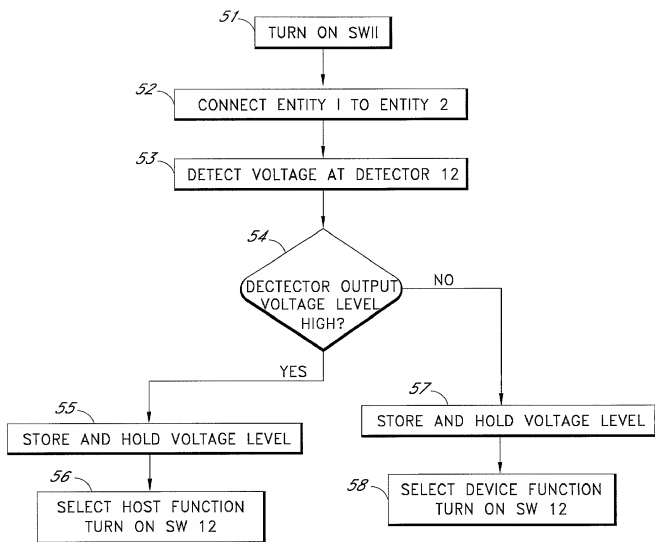 51
TURN ON SWII
52
CONNECT ENTITY I TO ENTITY 2
53
DETECT VOLTAGE AT DETECTOR 12
54
DECTECTOR OUTPUT
VOLTAGE LEVEL
HIGH?
NO
YES
55
STORE AND HOLD VOLTAGE LEVEL
57
STORE AND HOLD VOLTAGE LEVEL
56
SELECT HOST FUNCTION
TURN ON SW 12
58
SELECT DEVICE FUNCTION
TURN ON SW 12